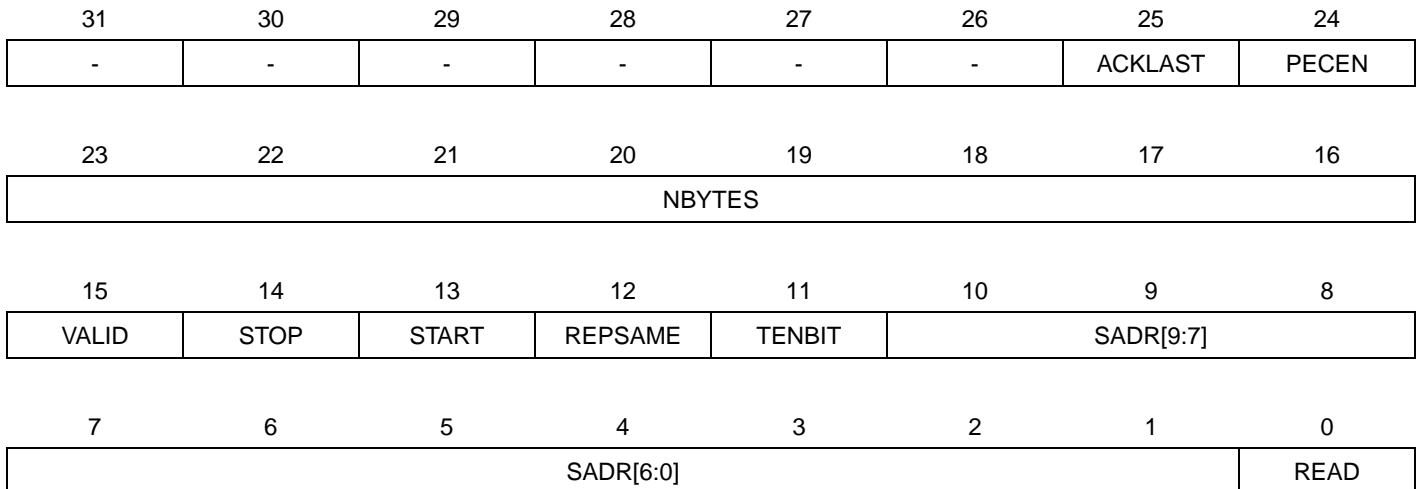 31 30 29 28 27 26 25 24
- - - - - - ACKLAST PECEN
23 22 21 20 19 18 17 16
NBYTES
15 14 13 12 11 10 9 8
VALID STOP START REPSAME TENBIT SADR[9:7]
7 6 5 4 3 2 1 0
SADR[6:0] READ